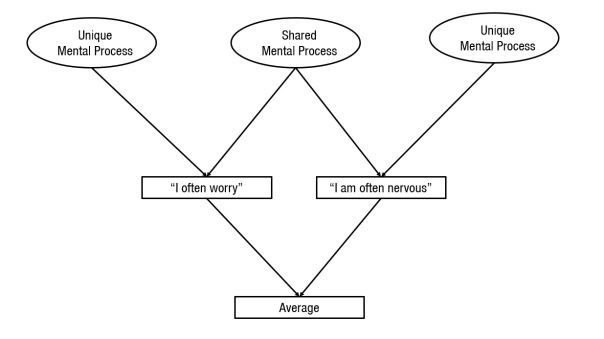 Unique
Mental Process
Shared
Mental Process
Unique
Mental Process
“I often worry”
“I am often nervous”
Average